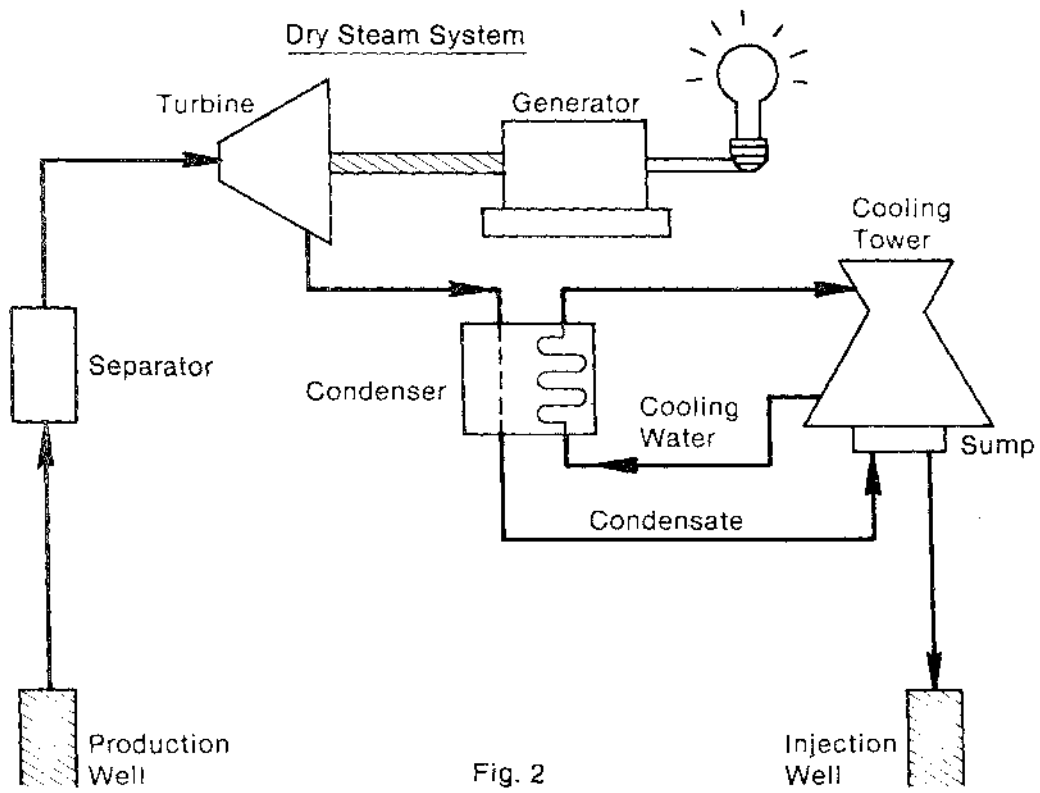 Dry Steam System
Turbine
Generator
Cooling
Tower
Separator
Condenser
Cooling
Water
Sump
Condensate
Production
Well
Injection
Well
Fig. 2